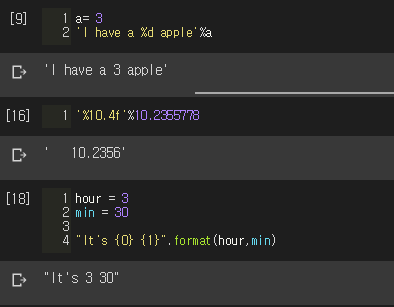 [9] 1 a= 3
2 'I have a %d apple'%a
'I have a 3 apple'
[16] 1 '%10.4f'%10.2355778
'   10.2356'
[18] 1 hour = 3
2 min = 30
3
4 "It's {0} {1}".format(hour,min)
"It's 3 30"